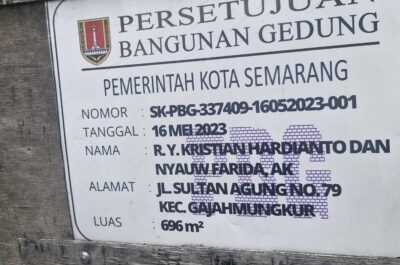 PERSETUJUAN
BANGUNAN GEDUNG
PEMERINTAH KOTA SEMARANG
NOMOR : SK-PBG-337409-16052023-001
TANGGAL : 16 MEI 2023
NAMA : R. Y. KRISTIAN HARDIANTO DAN
NYAUW FARIDA, AK
ALAMAT : JL. SULTAN AGUNG NO. 79
KEC. GAJAHMUNGKUR
LUAS : 696 m²
PBG